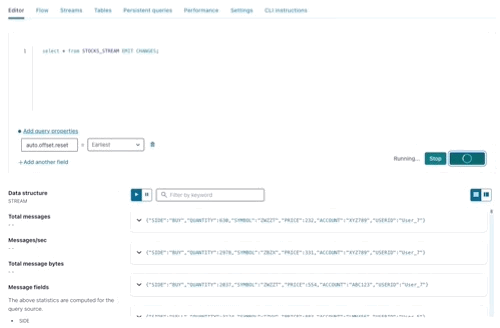 Editor Flow Streams Tables Persistent queries Performance Settings CLI instructions
1 select * from STOCKS_STREAM EMIT CHANGES;
Add query properties
auto.offset.reset = Earliest
+ Add another field
Running... Stop
Data structure
STREAM
Filter by keyword
Total messages
--
Messages/sec
--
Total message bytes
--
Message fields
The above statistics are computed for the
query source.
• SIDE
{"SIDE":"BUY","QUANTITY":630,"SYMBOL":"ZWZZT","PRICE":232,"ACCOUNT":"XYZ789","USERID":"User_7"}
{"SIDE":"BUY","QUANTITY":2978,"SYMBOL":"ZBZX","PRICE":331,"ACCOUNT":"XYZ789","USERID":"User_7"}
{"SIDE":"BUY","QUANTITY":2037,"SYMBOL":"ZWZZT","PRICE":554,"ACCOUNT":"ABC123","USERID":"User_7"}